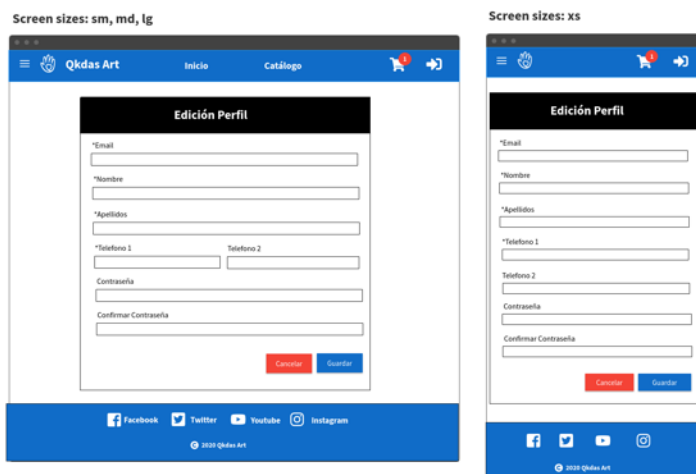 Screen sizes: sm, md, lg
Qkdas Art Inicio Catálogo 1
Edición Perfil
*Email
*Nombre
*Apellidos
*Telefono 1 Telefono 2
Contraseña
Confirmar Contraseña
Cancelar Guardar
Facebook Twitter Youtube Instagram
2020 Qkdas Art
Screen sizes: xs
1
Edición Perfil
*Email
*Nombre
*Apellidos
*Telefono 1
Telefono 2
Contraseña
Confirmar Contraseña
Cancelar Guardar
2020 Qkdas Art